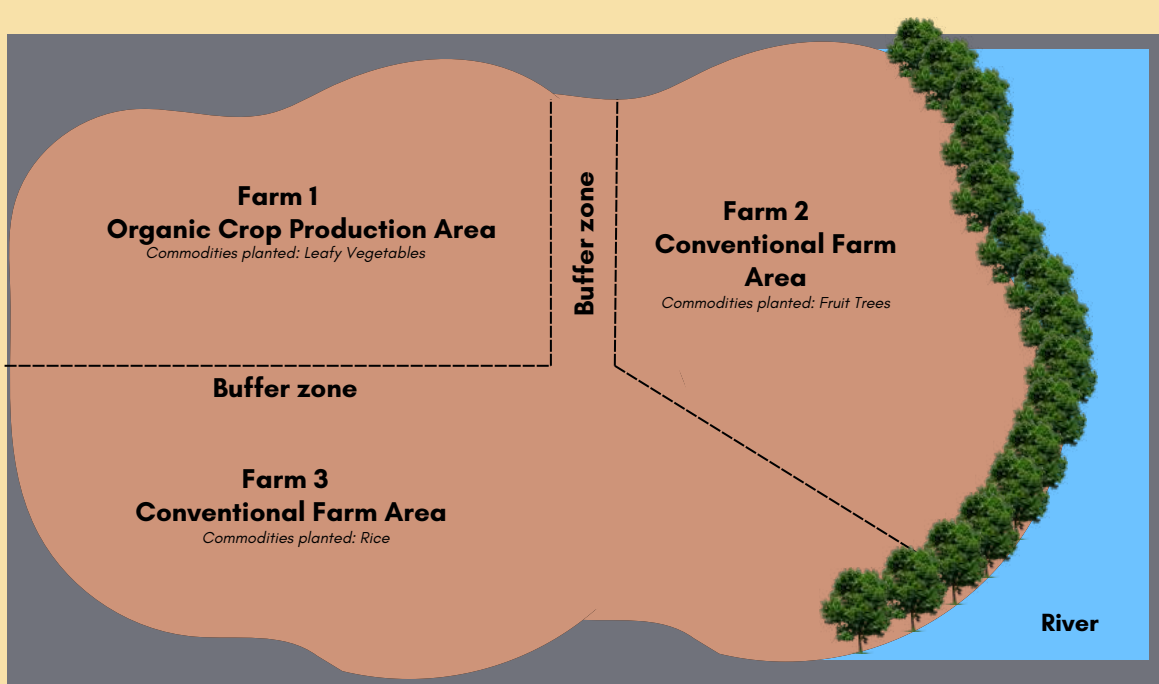 Farm 1
Organic Crop Production Area
Commodities planted: Leafy Vegetables
Buffer zone
Farm 2
Conventional Farm
Area
Commodities planted: Fruit Trees
Buffer zone
Farm 3
Conventional Farm Area
Commodities planted: Rice
River